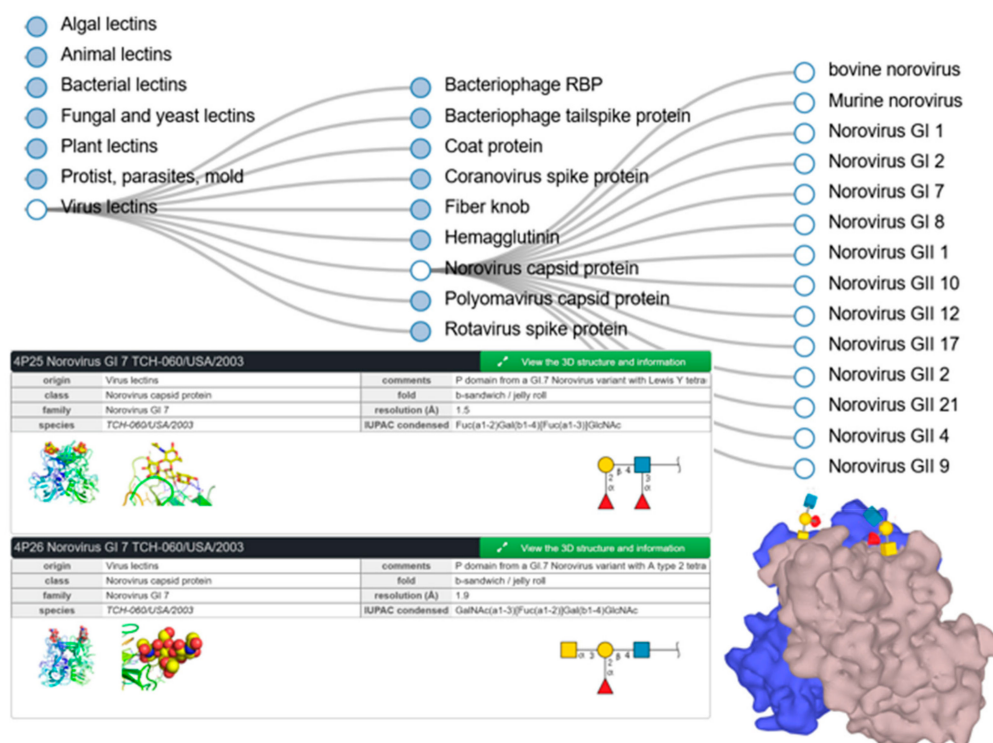 Algal lectins
Animal lectins
Bacterial lectins
Fungal and yeast lectins
Plant lectins
Protist, parasites, mold
Virus lectins
Bacteriophage RBP
Bacteriophage tailspike protein
Coat protein
Coranovirus spike protein
Fiber knob
Hemagglutinin
Norovirus capsid protein
Polyomavirus capsid protein
Rotavirus spike protein
bovine norovirus
Murine norovirus
Norovirus GI 1
Norovirus GI 2
Norovirus GI 7
Norovirus GI 8
Norovirus GII 1
Norovirus GII 10
Norovirus GII 12
Norovirus GII 17
Norovirus GII 2
Norovirus GII 21
Norovirus GII 4
Norovirus GII 9
4P25 Norovirus GI 7 TCH-060/USA/2003 View the 3D structure and information
origin Virus lectins comments P domain from a GI.7 Norovirus variant with Lewis Y tetra
class Norovirus capsid protein fold b-sandwich / jelly roll
family Norovirus GI 7 resolution (Å) 1.5
species TCH-060/USA/2003 IUPAC condensed Fuc(a1-2)Gal(b1-4)[Fuc(a1-3)]GlcNAc
β 4
2 3
α α
4P26 Norovirus GI 7 TCH-060/USA/2003 View the 3D structure and information
origin Virus lectins comments P domain from a GI.7 Norovirus variant with A type 2 tetra
class Norovirus capsid protein fold b-sandwich / jelly roll
family Norovirus GI 7 resolution (Å) 1.9
species TCH-060/USA/2003 IUPAC condensed GalNAc(a1-3)[Fuc(a1-2)]Gal(b1-4)GlcNAc
α 3 β 4
2
α